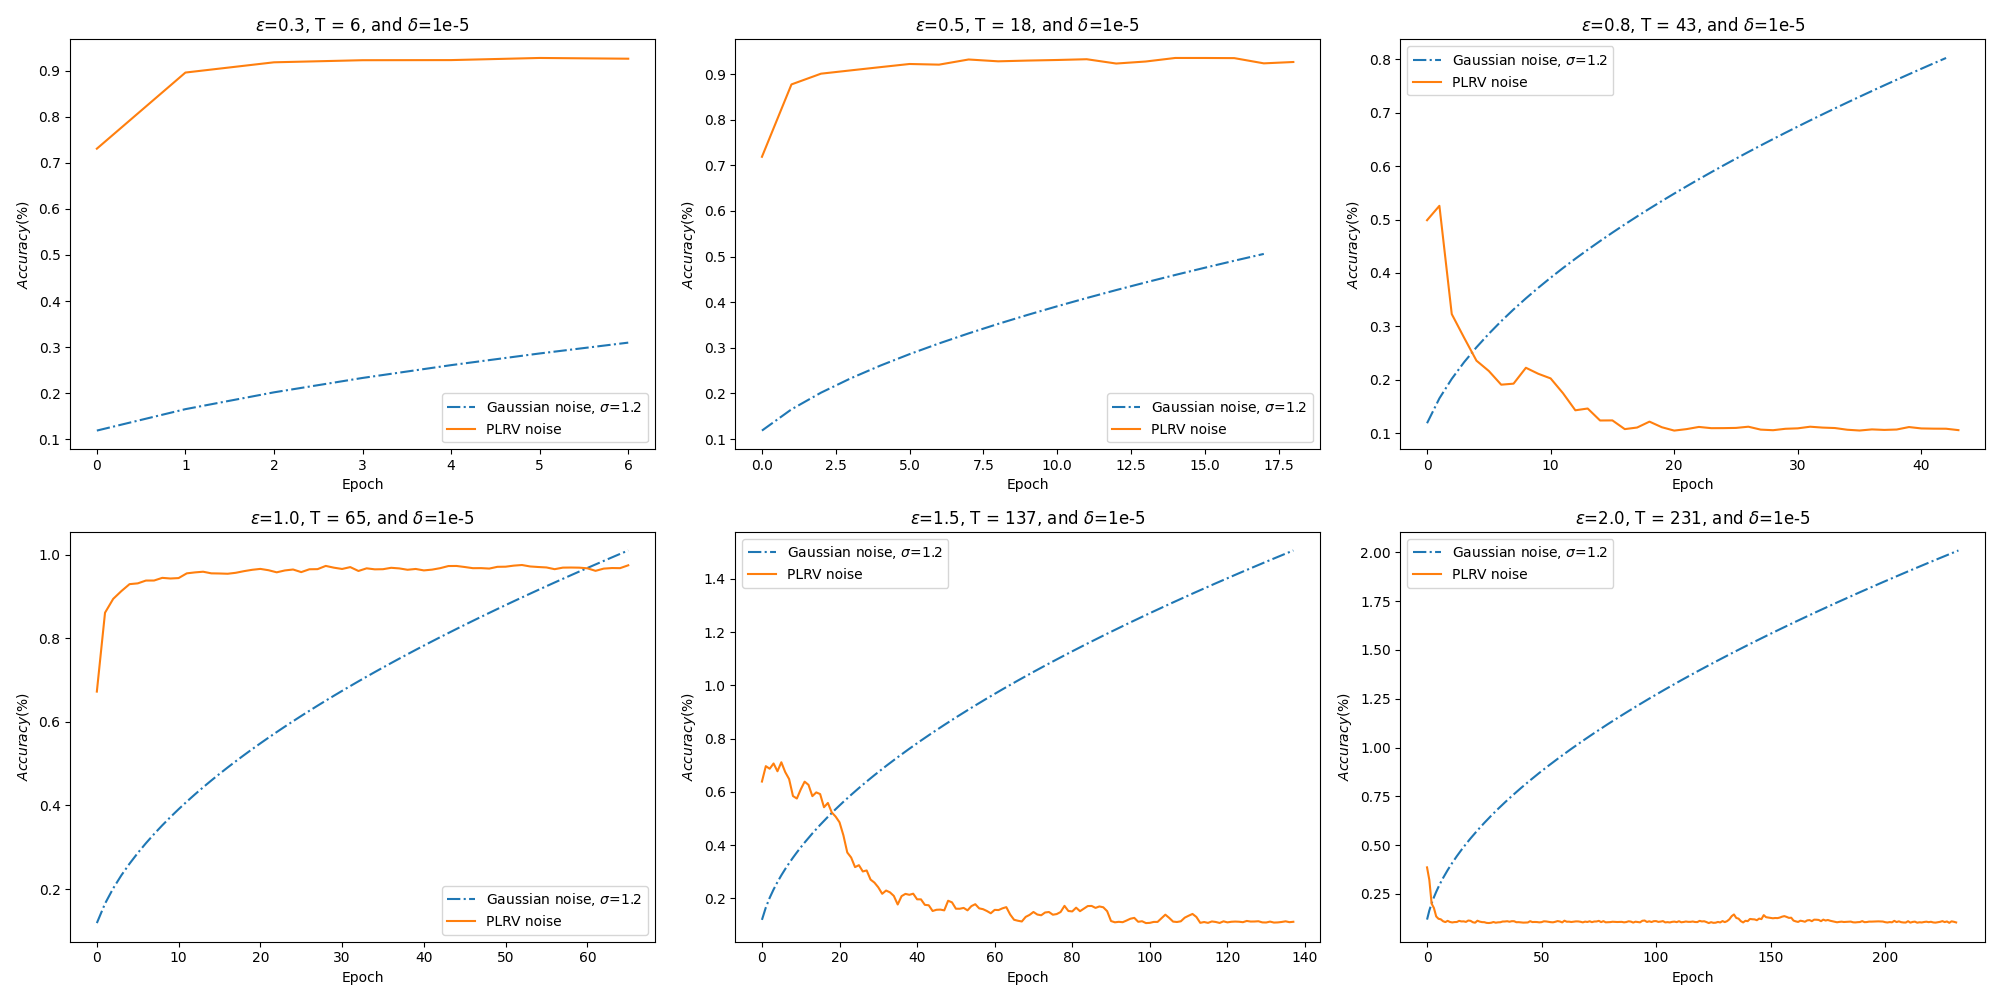 ε=0.3, T = 6, and δ=1e-5
Accuracy(%)
0.9
0.8
0.7
0.6
0.5
0.4
0.3
0.2
0.1
Gaussian noise, σ=1.2
PLRV noise
0 1 2 3 4 5 6
Epoch
ε=0.5, T = 18, and δ=1e-5
Accuracy(%)
0.9
0.8
0.7
0.6
0.5
0.4
0.3
0.2
0.1
Gaussian noise, σ=1.2
PLRV noise
0.0 2.5 5.0 7.5 10.0 12.5 15.0 17.5
Epoch
ε=0.8, T = 43, and δ=1e-5
Gaussian noise, σ=1.2
PLRV noise
Accuracy(%)
0.8
0.7
0.6
0.5
0.4
0.3
0.2
0.1
0 10 20 30 40
Epoch
ε=1.0, T = 65, and δ=1e-5
Accuracy(%)
1.0
0.8
0.6
0.4
0.2
Gaussian noise, σ=1.2
PLRV noise
0 10 20 30 40 50 60
Epoch
ε=1.5, T = 137, and δ=1e-5
Gaussian noise, σ=1.2
PLRV noise
Accuracy(%)
1.4
1.2
1.0
0.8
0.6
0.4
0.2
0 20 40 60 80 100 120 140
Epoch
ε=2.0, T = 231, and δ=1e-5
Gaussian noise, σ=1.2
PLRV noise
Accuracy(%)
2.00
1.75
1.50
1.25
1.00
0.75
0.50
0.25
0 50 100 150 200
Epoch